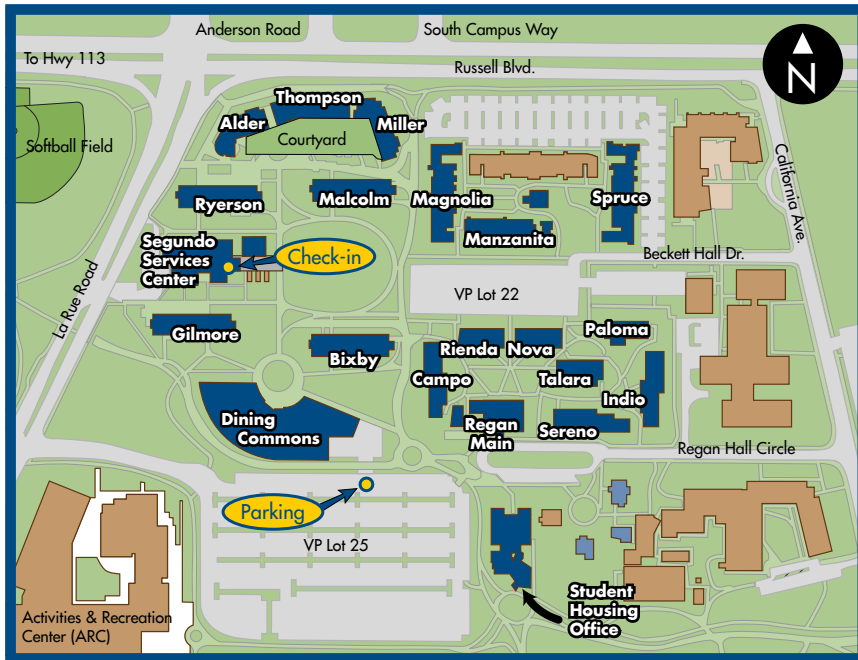 Anderson Road
South Campus Way
To Hwy 113
Russell Blvd.
N
Thompson
Alder
Miller
Courtyard
Softball Field
California Ave.
Ryerson
Malcolm
Magnolia
Spruce
Manzanita
Segundo
Services
Center
Check-in
Beckett Hall Dr.
La Rue Road
VP Lot 22
Gilmore
Bixby
Rienda
Nova
Paloma
Campo
Talara
Indio
Dining
Commons
Regan
Main
Sereno
Regan Hall Circle
Parking
VP Lot 25
Student
Housing
Office
Activities & Recreation
Center (ARC)